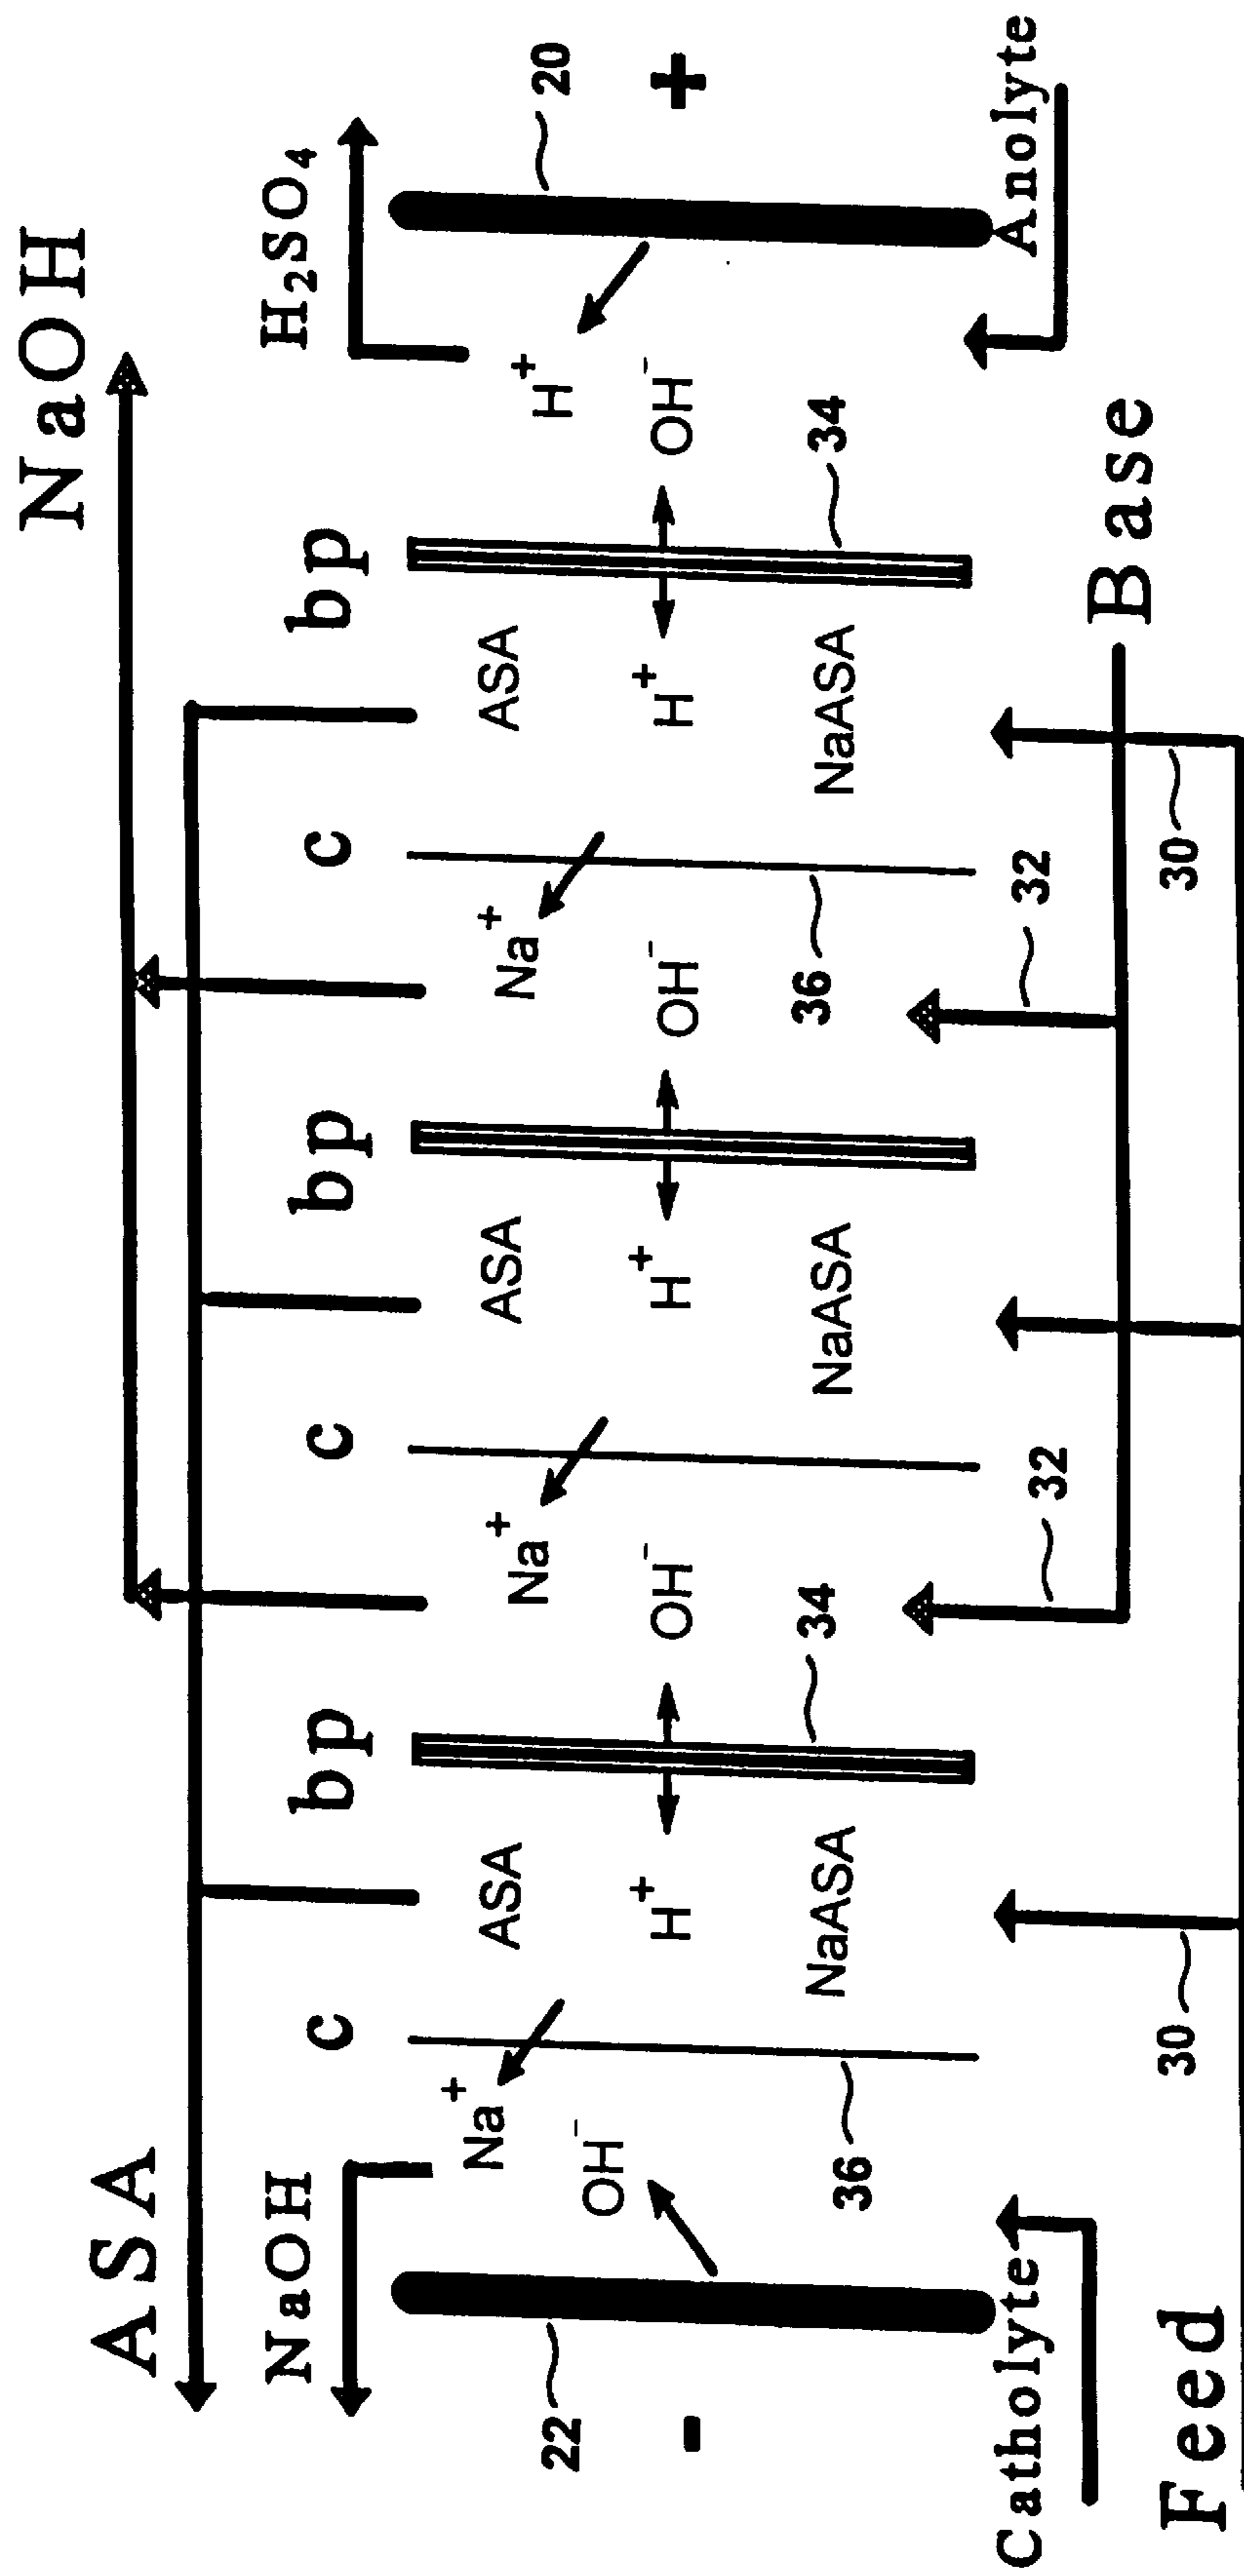 NaOH
ASA
NaOH
H₂SO₄
c bp c bp c bp
22 20
- +
Na⁺ ASA Na⁺ ASA Na⁺ ASA H⁺
OH⁻ H⁺ OH⁻ H⁺ OH⁻ H⁺ OH⁻
36 NaASA 34 NaASA 36 NaASA 34
Catholyte 32 32 Anolyte
Base
30 30
Feed